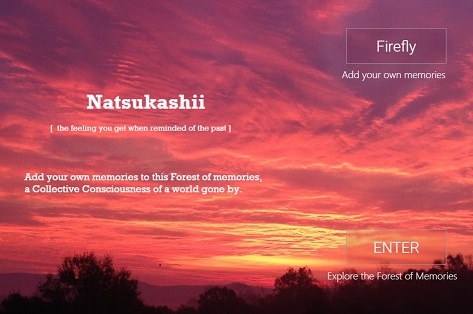 Firefly
Add your own memories
Natsukashii
[ the feeling you get when reminded of the past ]
Add your own memories to this Forest of memories,
a Collective Consciousness of a world gone by.
ENTER
Explore the Forest of Memories